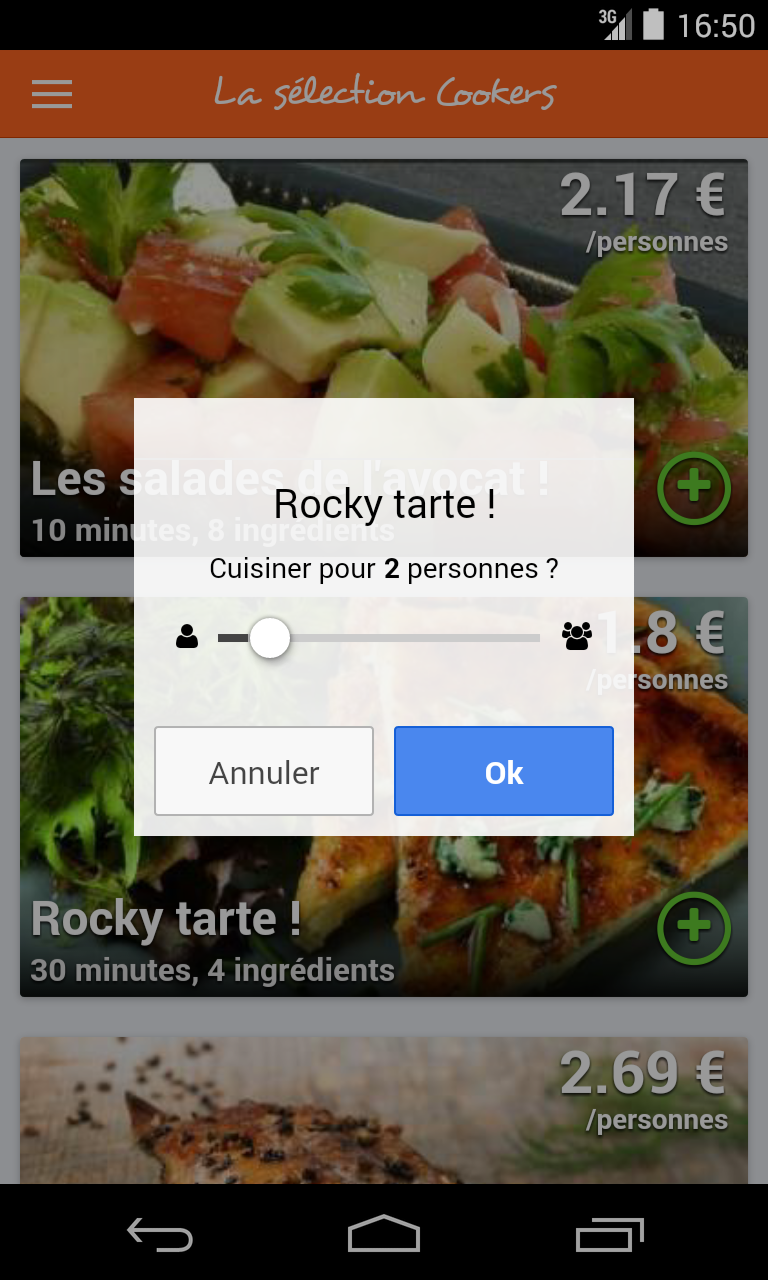 3G 16:50
La sélection Cookers
2.17 €
/personnes
Les salades de l'avocat !
10 minutes, 8 ingrédients
Rocky tarte !
Cuisiner pour 2 personnes ?
Annuler
Ok
1.8 €
/personnes
Rocky tarte !
30 minutes, 4 ingrédients
2.69 €
/personnes